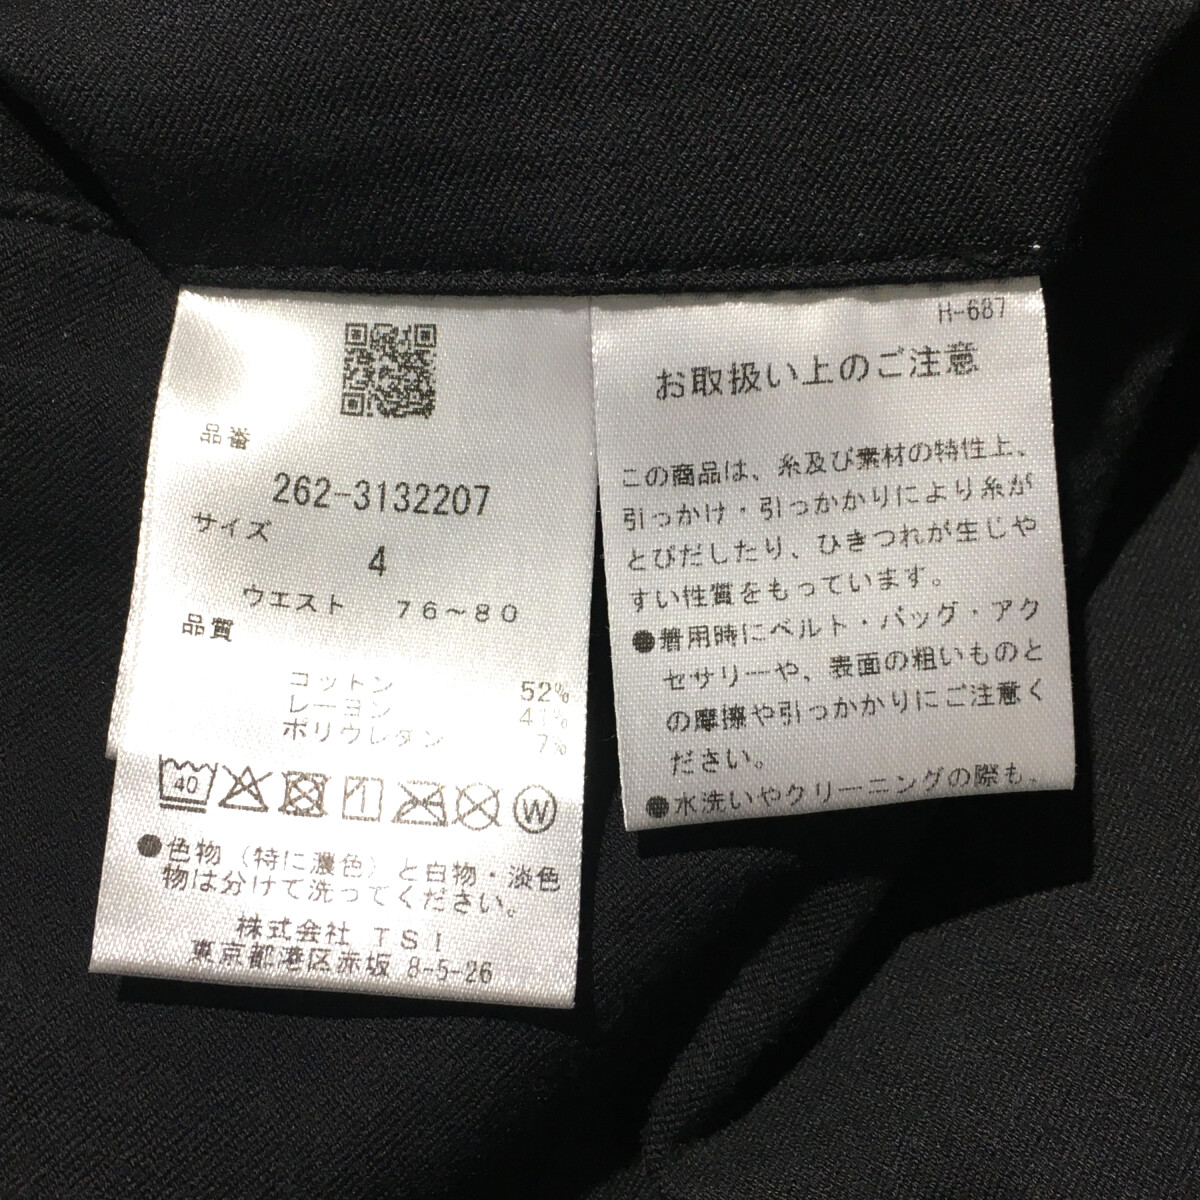 品番
262-3132207
サイズ
4
ウエスト 76~80
品質
コットン 52%
レーヨン 41%
ポリウレタン 7%
40
W
●色物(特に濃色)と白物・淡色
物は分けて洗ってください。
株式会社 TSI
東京都港区赤坂 8-5-26
H-687
お取扱い上のご注意
この商品は、糸及び素材の特性上、
引っかけ・引っかかりにより糸が
とびだしたり、ひきつれが生じや
すい性質をもっています。
●着用時にベルト・バッグ・アク
セサリーや、表面の粗いものと
の摩擦や引っかかりにご注意く
ださい。
●水洗いやクリーニングの際も、